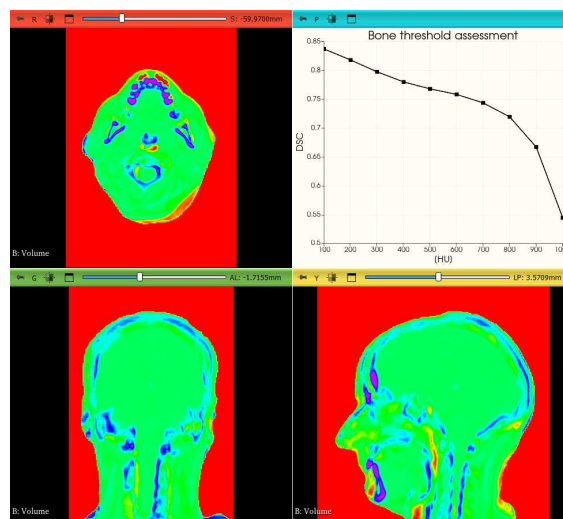 R S: -59.9700mm
B: Volume
P
Bone threshold assessment
0.85
0.8
0.75
0.7
0.65
0.6
0.55
0.5
DSC
100 200 300 400 500 600 700 800 900 100
(HU)
G AL: -1.7155mm
B: Volume
Y LP: 3.5709mm
B: Volume